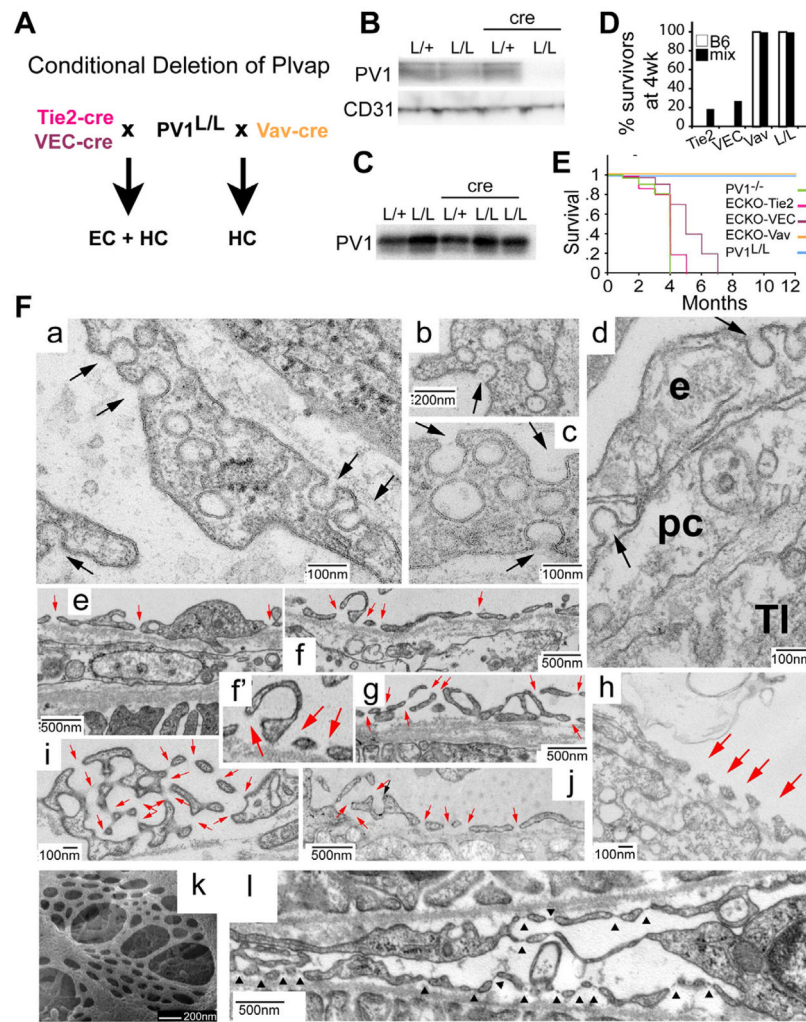 A
Conditional Deletion of Plvap
Tie2-cre
VEC-cre
x
PV1L/L
x
Vav-cre
EC + HC
HC
B
cre
L/+ L/L L/+ L/L
PV1
CD31
C
cre
L/+ L/L L/+ L/L L/L
PV1
D
% survivors
at 4wk
100
80
60
40
20
0
B6
mix
Tie2
VEC
Vav
L/L
E
Survival
1
.8
.6
.4
.2
1
0 2 4 6 8 10 12
Months
PV1-/-
ECKO-Tie2
ECKO-VEC
ECKO-Vav
PV1L/L
F
a
100nm
b
200nm
c
100nm
d
e
pc
TI
100nm
e
500nm
f
500nm
f'
g
500nm
h
100nm
i
100nm
j
500nm
k
200nm
l
500nm